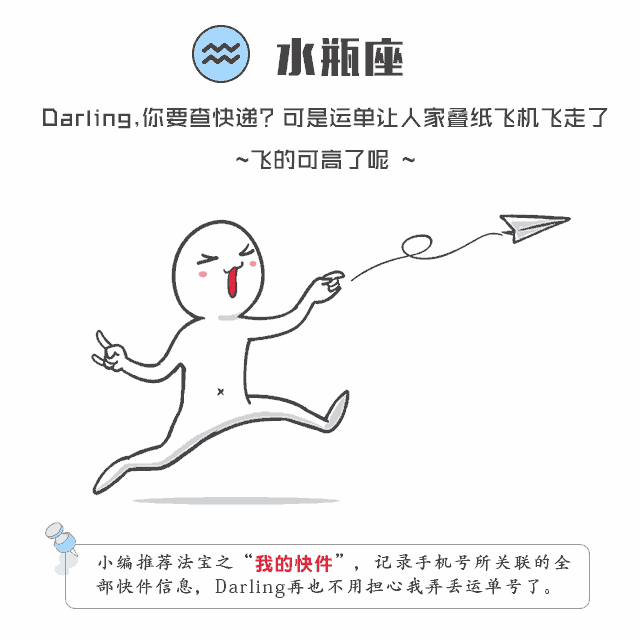 水瓶座
Darling,你要查快递? 可是运单让人家叠纸飞机飞走了
~飞的可高了呢 ~
小编推荐法宝之“我的快件”，记录手机号所关联的全
部快件信息，Darling再也不用担心我弄丢运单号了。